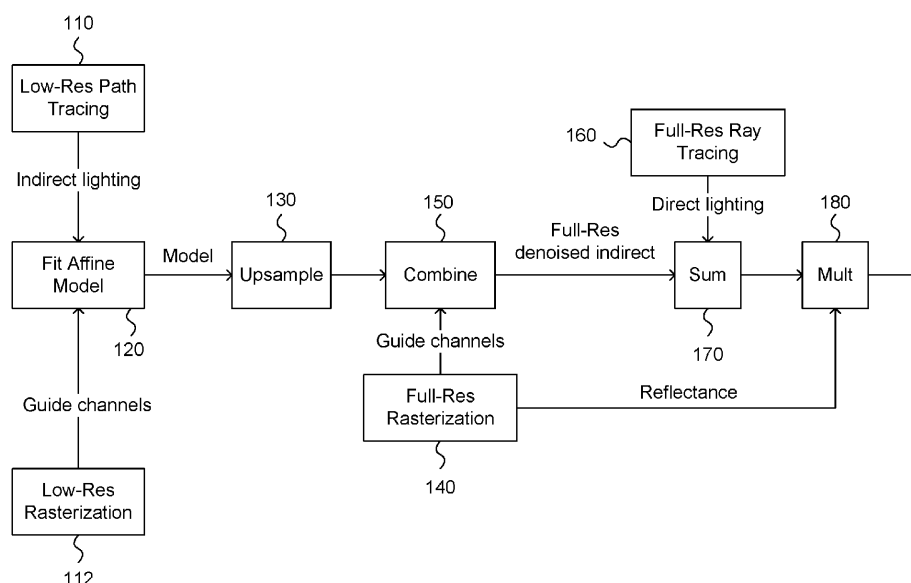 110
Low-Res Path
Tracing
Indirect lighting
160
Full-Res Ray
Tracing
Direct lighting
130
150
180
Fit Affine
Model
Model
Upsample
Combine
Full-Res
denoised indirect
Sum
Mult
120
170
Guide channels
Guide channels
Full-Res
Rasterization
Reflectance
140
Low-Res
Rasterization
112